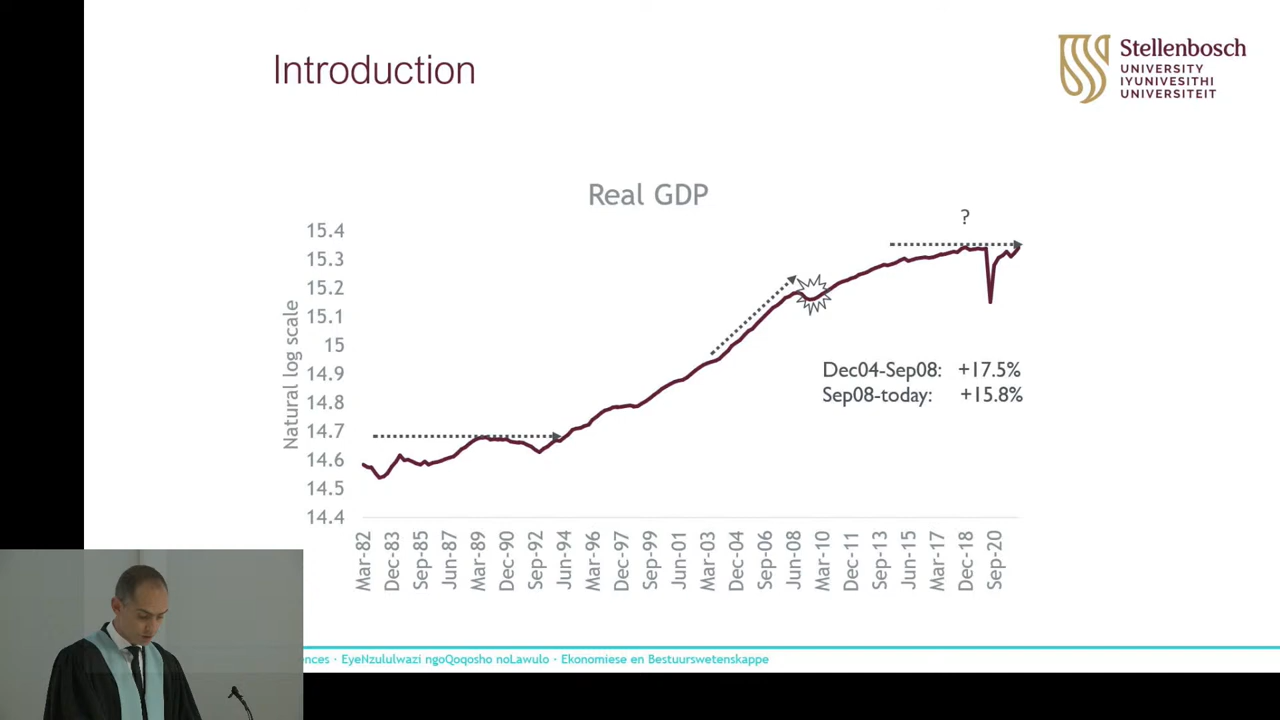 Introduction
Stellenbosch
UNIVERSITY
IYUNIVESITHI
UNIVERSITEIT
Real GDP
?
15.4
15.3
15.2
15.1
15
14.9
14.8
14.7
14.6
14.5
14.4
Natural log scale
Dec04-Sep08: +17.5%
Sep08-today: +15.8%
Mar-82
Dec-83
Sep-85
Jun-87
Mar-89
Dec-90
Sep-92
Jun-94
Mar-96
Dec-97
Sep-99
Jun-01
Mar-03
Dec-04
Sep-06
Jun-08
Mar-10
Dec-11
Sep-13
Jun-15
Mar-17
Dec-18
Sep-20
ences · EyeNzululwazi ngoQoqosho noLawulo · Ekonomiese en Bestuurswetenskappe